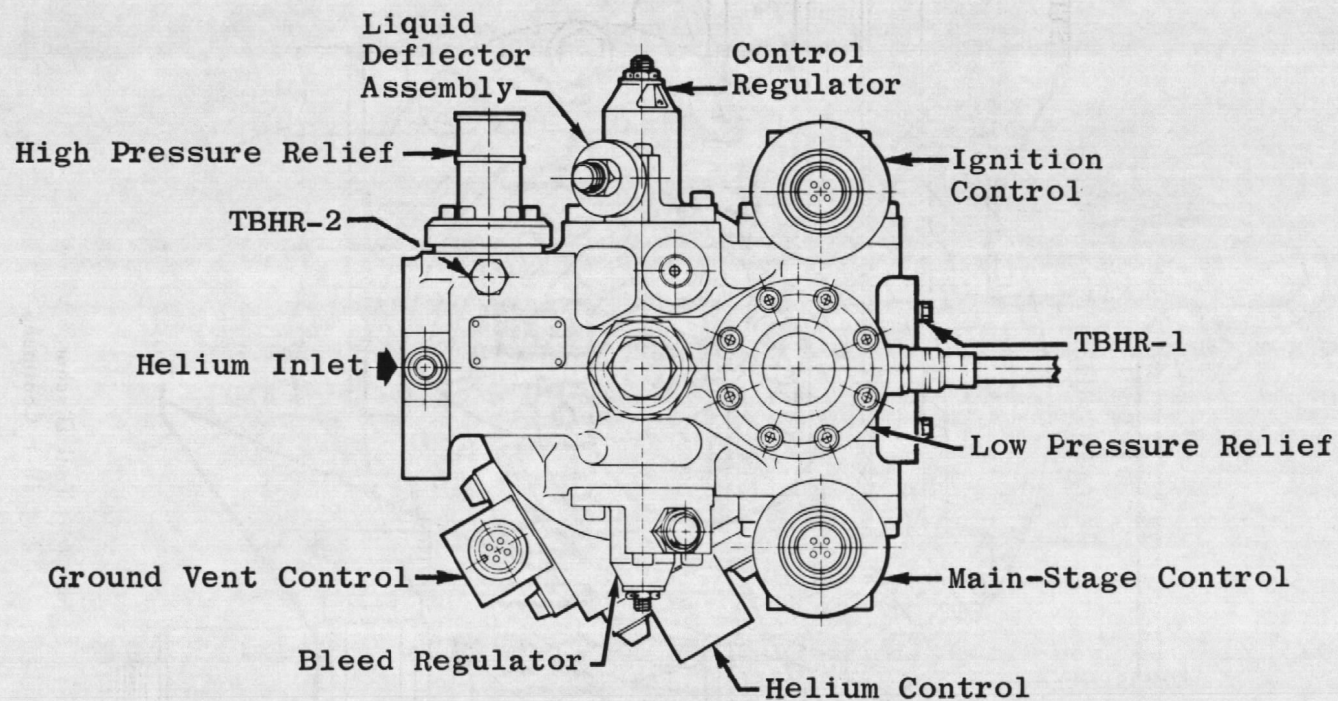 Liquid
Deflector
Assembly
Control
Regulator
High Pressure Relief
Ignition
Control
TBHR-2
TBHR-1
Helium Inlet
Low Pressure Relief
Ground Vent Control
Main-Stage Control
Bleed Regulator
Helium Control